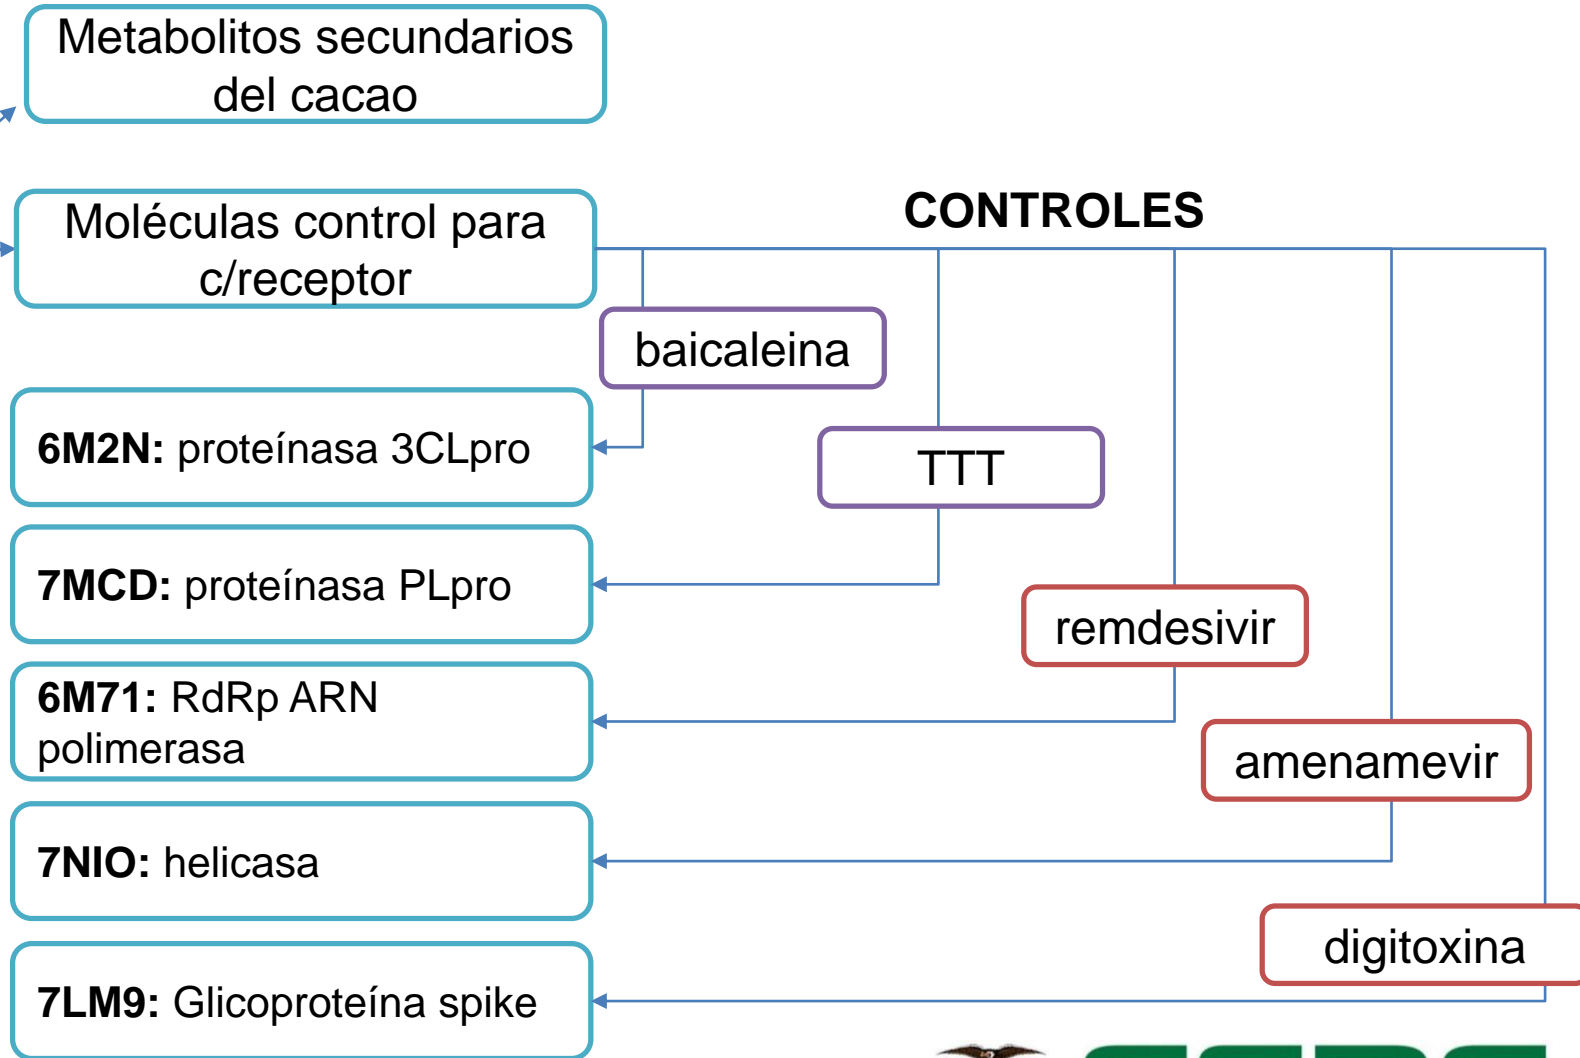 Metabolitos secundarios
del cacao
Moléculas control para
c/receptor
CONTROLES
baicaleina
6M2N: proteínasa 3CLpro
TTT
7MCD: proteínasa PLpro
remdesivir
6M71: RdRp ARN
polimerasa
amenamevir
7NIO: helicasa
digitoxina
7LM9: Glicoproteína spike